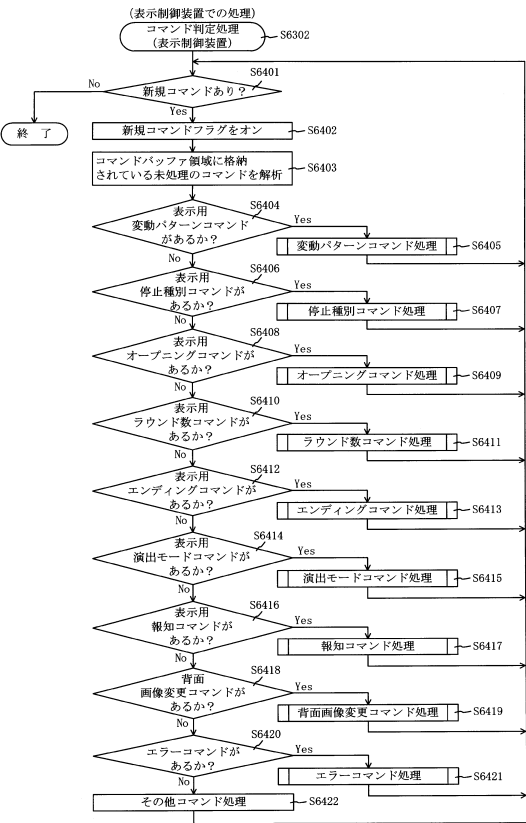 (表示制御装置での処理)
コマンド判定処理
(表示制御装置)
S6302
S6401
No
新規コマンドあり?
Yes
終 了
新規コマンドフラグをオン
S6402
コマンドバッファ領域に格納
されている未処理のコマンドを解析
S6403
S6404
表示用
変動パターンコマンド
があるか?
Yes
変動パターンコマンド処理
S6405
No
S6406
表示用
停止種別コマンドが
あるか?
Yes
停止種別コマンド処理
S6407
No
S6408
表示用
オープニングコマンドが
あるか?
Yes
オープニングコマンド処理
S6409
No
S6410
表示用
ラウンド数コマンドが
あるか?
Yes
ラウンド数コマンド処理
S6411
No
S6412
表示用
エンディングコマンドが
あるか?
Yes
エンディングコマンド処理
S6413
No
S6414
表示用
演出モードコマンドが
あるか?
Yes
演出モードコマンド処理
S6415
No
S6416
表示用
報知コマンドが
あるか?
Yes
報知コマンド処理
S6417
No
S6418
背面
画像変更コマンドが
あるか?
Yes
背面画像変更コマンド処理
S6419
No
S6420
エラーコマンドが
あるか?
Yes
エラーコマンド処理
S6421
No
その他コマンド処理
S6422